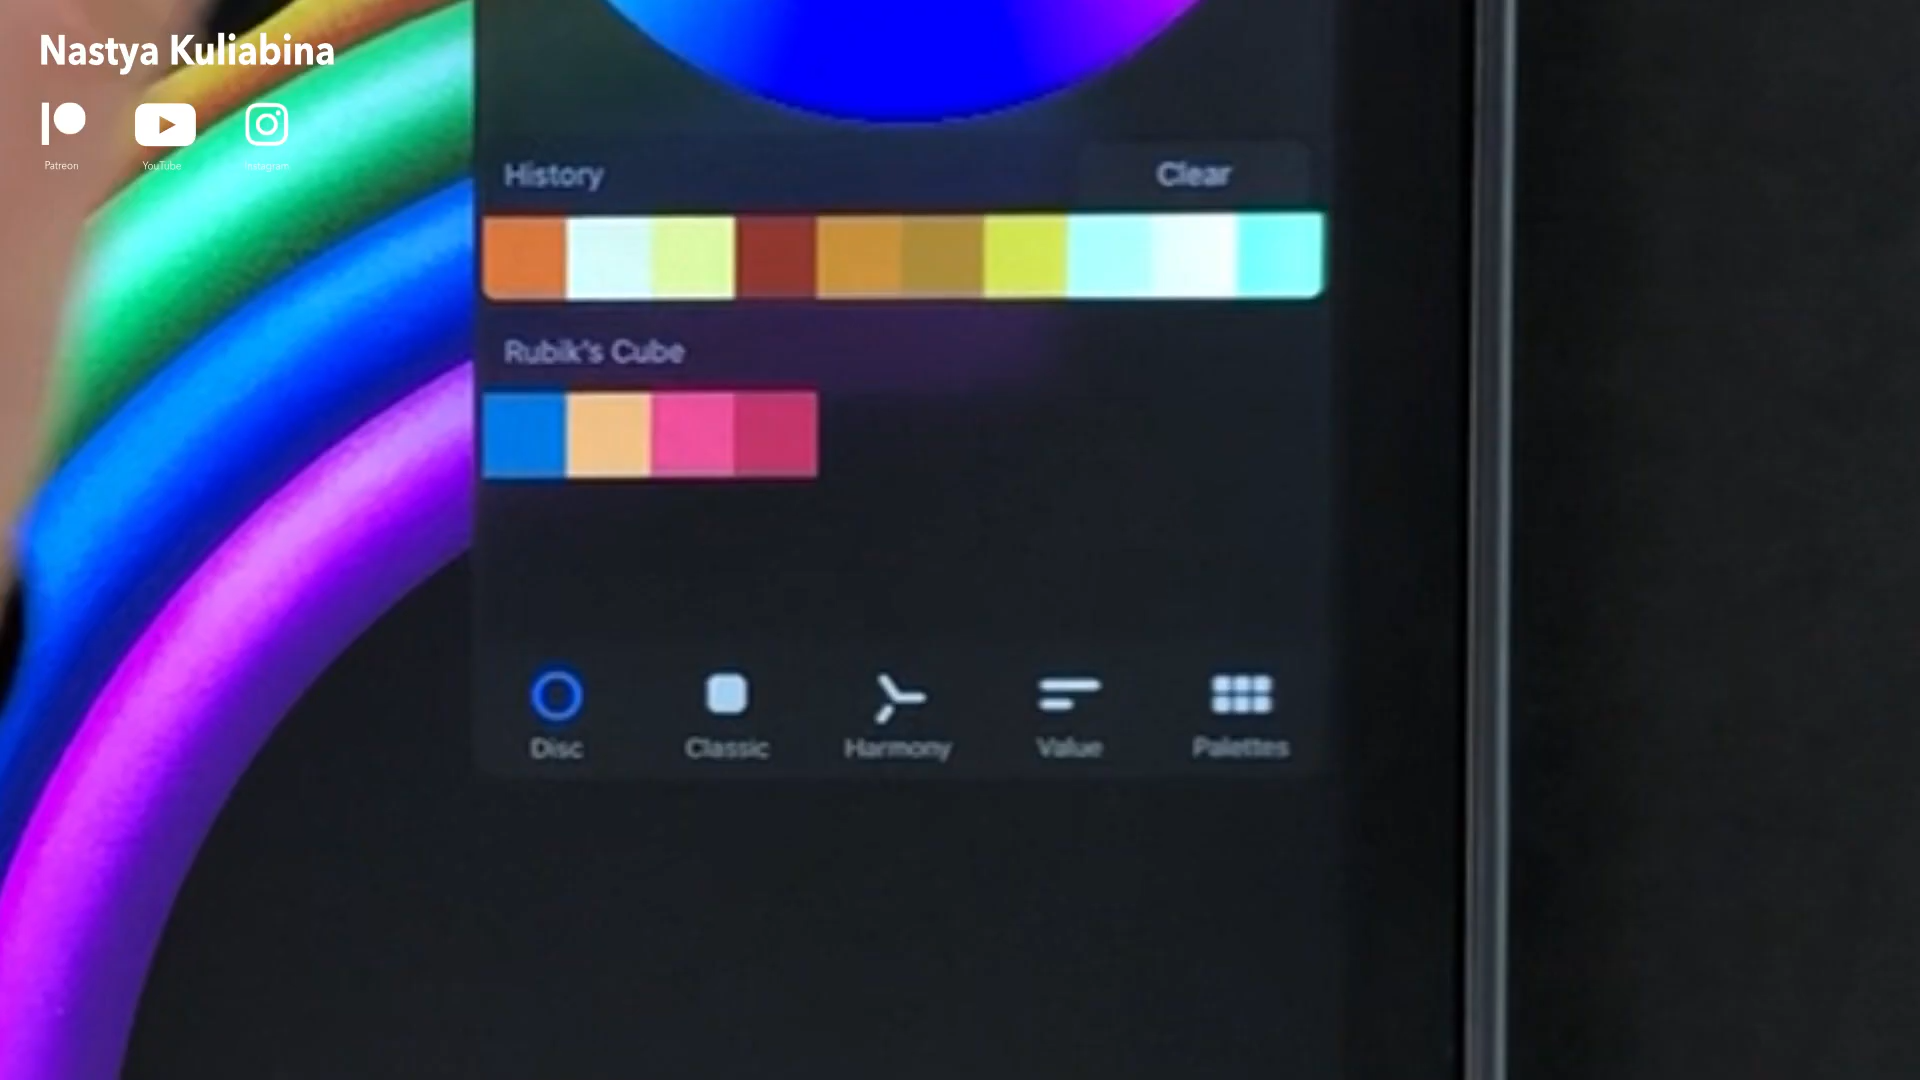 Nastya Kuliabina
Patreon YouTube Instagram
History Clear
Rubik's Cube
Disc Classic Harmony Value Palettes